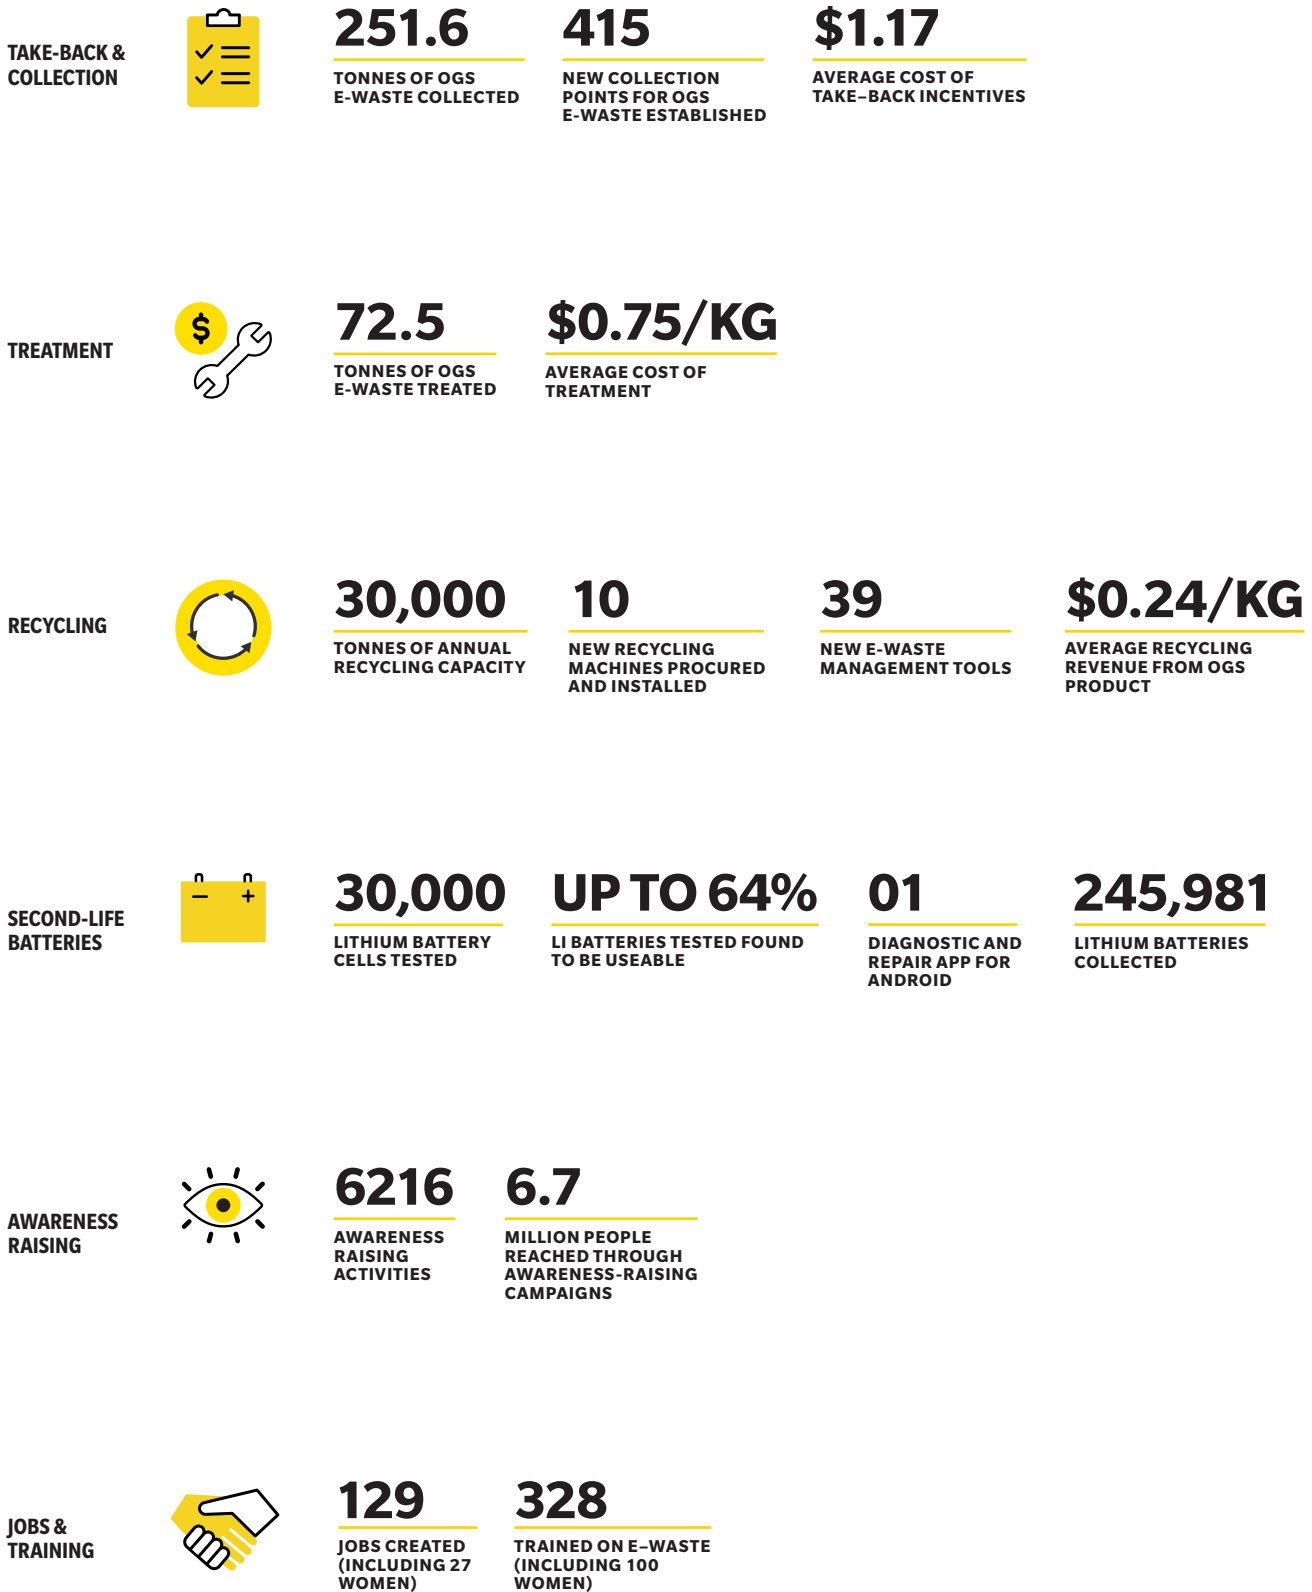 TAKE-BACK &
COLLECTION
251.6
TONNES OF OGS
E-WASTE COLLECTED
415
NEW COLLECTION
POINTS FOR OGS
E-WASTE ESTABLISHED
$1.17
AVERAGE COST OF
TAKE–BACK INCENTIVES
TREATMENT
$
72.5
TONNES OF OGS
E-WASTE TREATED
$0.75/KG
AVERAGE COST OF
TREATMENT
RECYCLING
30,000
TONNES OF ANNUAL
RECYCLING CAPACITY
10
NEW RECYCLING
MACHINES PROCURED
AND INSTALLED
39
NEW E-WASTE
MANAGEMENT TOOLS
$0.24/KG
AVERAGE RECYCLING
REVENUE FROM OGS
PRODUCT
SECOND-LIFE
BATTERIES
30,000
LITHIUM BATTERY
CELLS TESTED
UP TO 64%
LI BATTERIES TESTED FOUND
TO BE USEABLE
01
DIAGNOSTIC AND
REPAIR APP FOR
ANDROID
245,981
LITHIUM BATTERIES
COLLECTED
AWARENESS
RAISING
6216
AWARENESS
RAISING
ACTIVITIES
6.7
MILLION PEOPLE
REACHED THROUGH
AWARENESS-RAISING
CAMPAIGNS
JOBS &
TRAINING
129
JOBS CREATED
(INCLUDING 27
WOMEN)
328
TRAINED ON E–WASTE
(INCLUDING 100
WOMEN)